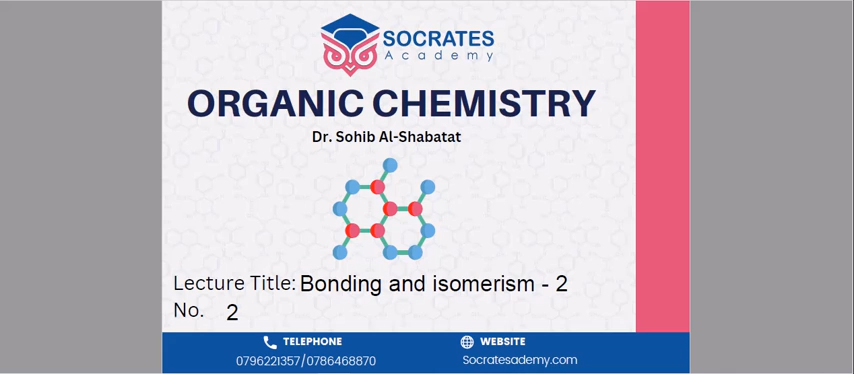 SOCRATES
Academy
ORGANIC CHEMISTRY
Dr. Sohib Al-Shabatat
Lecture Title: Bonding and isomerism - 2
No. 2
TELEPHONE
0796221357/0786468870
WEBSITE
Socratesademy.com